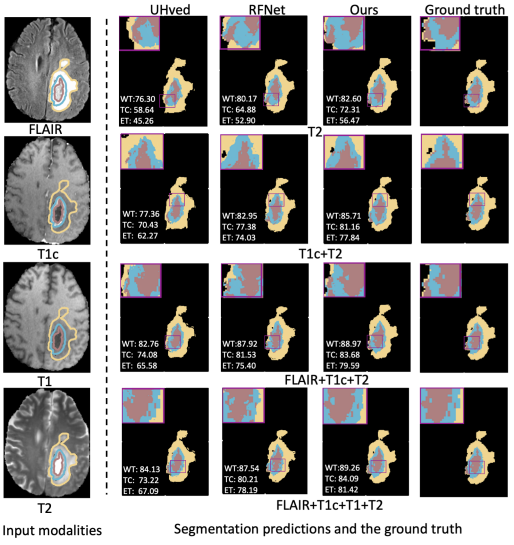 UHved RFNet Ours Ground truth
WT:76.30
TC: 58.64
ET: 45.26
WT:80.17
TC: 64.88
ET: 52.90
WT:82.60
TC: 72.31
ET:56.47
FLAIR
T2
WT: 77.36
TC: 70.43
ET: 62.27
WT:82.95
TC: 77.38
ET: 74.03
WT:85.71
TC: 81.16
ET: 77.84
T1c
T1c+T2
WT: 82.76
TC: 74.08
ET: 65.58
WT:87.92
TC: 81.53
ET: 75.40
WT:88.97
TC: 83.68
ET: 79.59
T1
FLAIR+T1c+T2
WT:84.13
TC: 73.22
ET: 67.09
WT:87.54
TC: 80.21
ET: 78.19
WT:89.26
TC: 84.09
ET: 81.42
T2
FLAIR+T1c+T1+T2
Input modalities
Segmentation predictions and the ground truth